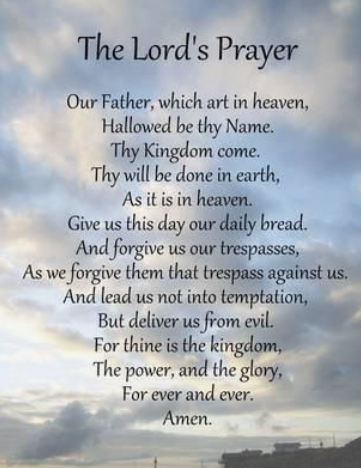 The Lord's Prayer
Our Father, which art in heaven,
Hallowed be thy Name.
Thy Kingdom come.
Thy will be done in earth,
As it is in heaven.
Give us this day our daily bread.
And forgive us our trespasses,
As we forgive them that trespass against us.
And lead us not into temptation,
But deliver us from evil.
For thine is the kingdom,
The power, and the glory,
For ever and ever.
Amen.